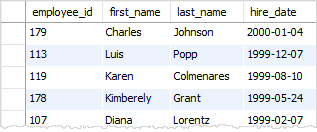 employee_id first_name last_name hire_date
179 Charles Johnson 2000-01-04
113 Luis Popp 1999-12-07
119 Karen Colmenares 1999-08-10
178 Kimberely Grant 1999-05-24
107 Diana Lorentz 1999-02-07